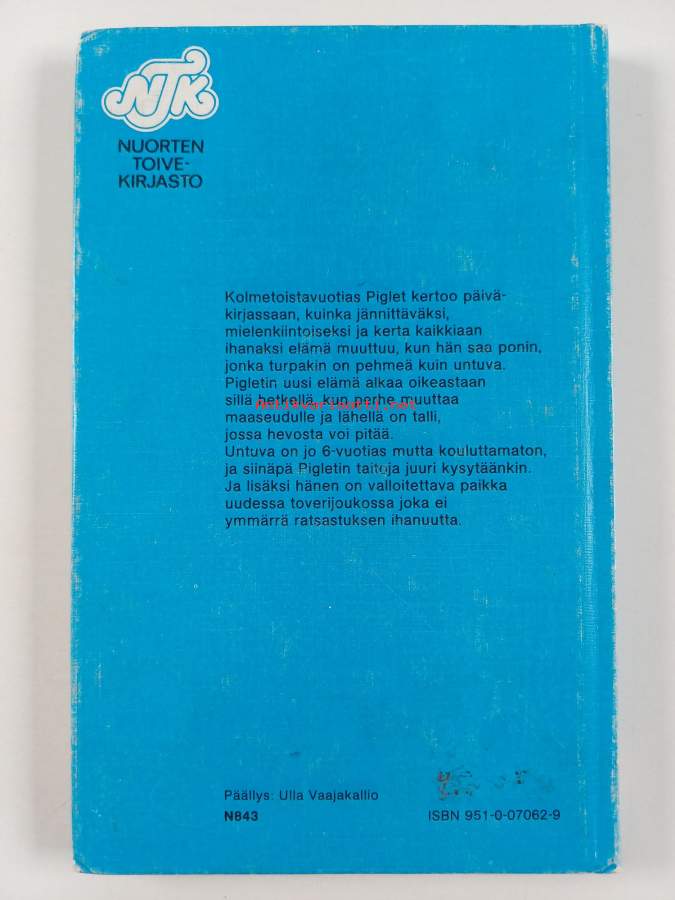 NTK
NUORTEN
TOIVE-
KIRJASTO
Kolmetoistavuotias Piglet kertoo päivä-
kirjassaan, kuinka jännittäväksi,
mielenkiintoiseksi ja kerta kaikkiaan
ihanaksi elämä muuttuu, kun hän saa ponin,
jonka turpakin on pehmeä kuin untuva.
Pigletin uusi elämä alkaa oikeastaan
sillä hetkellä, kun perhe muuttaa
Antikvariaatti.net
maaseudulle ja lähellä on talli,
jossa hevosta voi pitää.
Untuva on jo 6-vuotias mutta kouluttamaton,
ja siinäpä Pigletin taitoja juuri kysytäänkin.
Ja lisäksi hänen on valloitettava paikka
uudessa toverijoukossa joka ei
ymmärrä ratsastuksen ihanuutta.
Päällys: Ulla Vaajakallio
N843 ISBN 951-0-07062-9